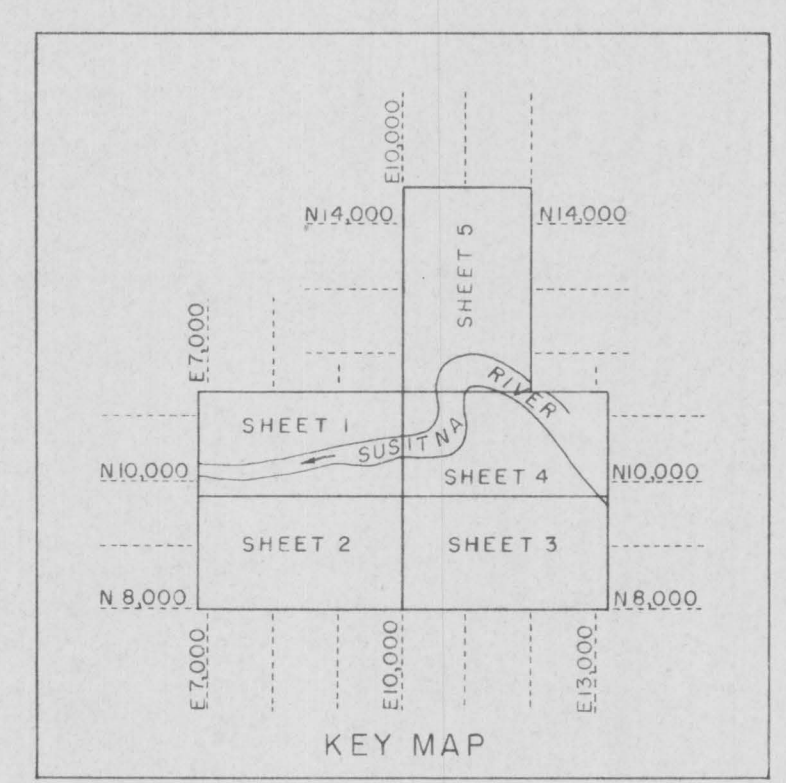 E10,000
N14,000
N14,000
SHEET 5
E7,000
RIVER
SHEET 1
SUSITNA
N10,000
N10,000
SHEET 4
SHEET 2
SHEET 3
N 8,000
N 8,000
E7,000
E10,000
E13,000
KEY MAP